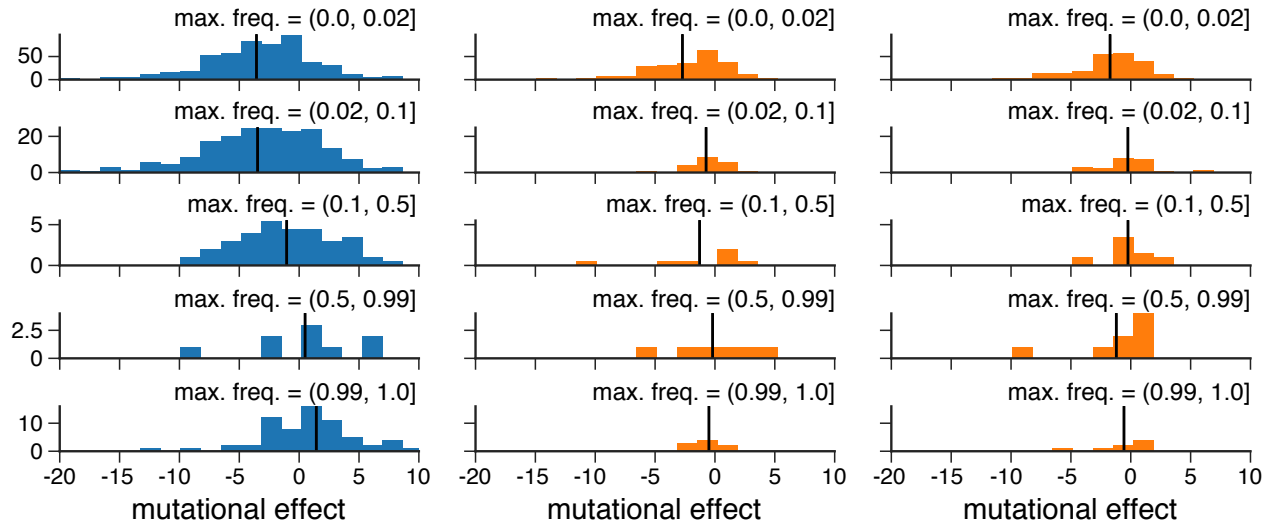 max. freq. = (0.0, 0.02] max. freq. = (0.0, 0.02] max. freq. = (0.0, 0.02]
50
0
max. freq. = (0.02, 0.1] max. freq. = (0.02, 0.1] max. freq. = (0.02, 0.1]
20
0
max. freq. = (0.1, 0.5] max. freq. = (0.1, 0.5] max. freq. = (0.1, 0.5]
5
0
max. freq. = (0.5, 0.99] max. freq. = (0.5, 0.99] max. freq. = (0.5, 0.99]
2.5
0
max. freq. = (0.99, 1.0] max. freq. = (0.99, 1.0] max. freq. = (0.99, 1.0]
10
0
-20 -15 -10 -5 0 5 10 -20 -15 -10 -5 0 5 10 -20 -15 -10 -5 0 5 10
mutational effect mutational effect mutational effect